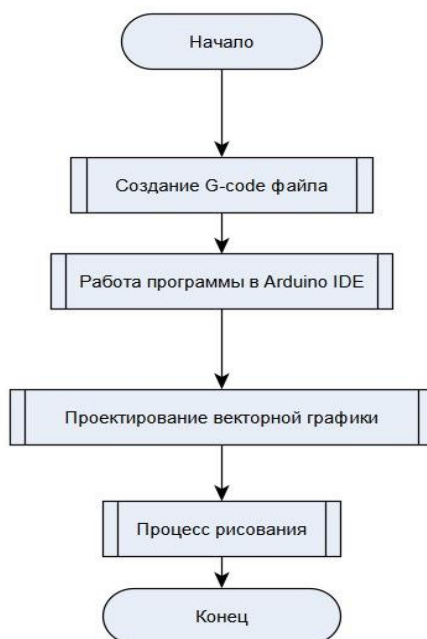 Начало
Создание G-code файла
Работа программы в Arduino IDE
Проектирование векторной графики
Процесс рисования
Конец